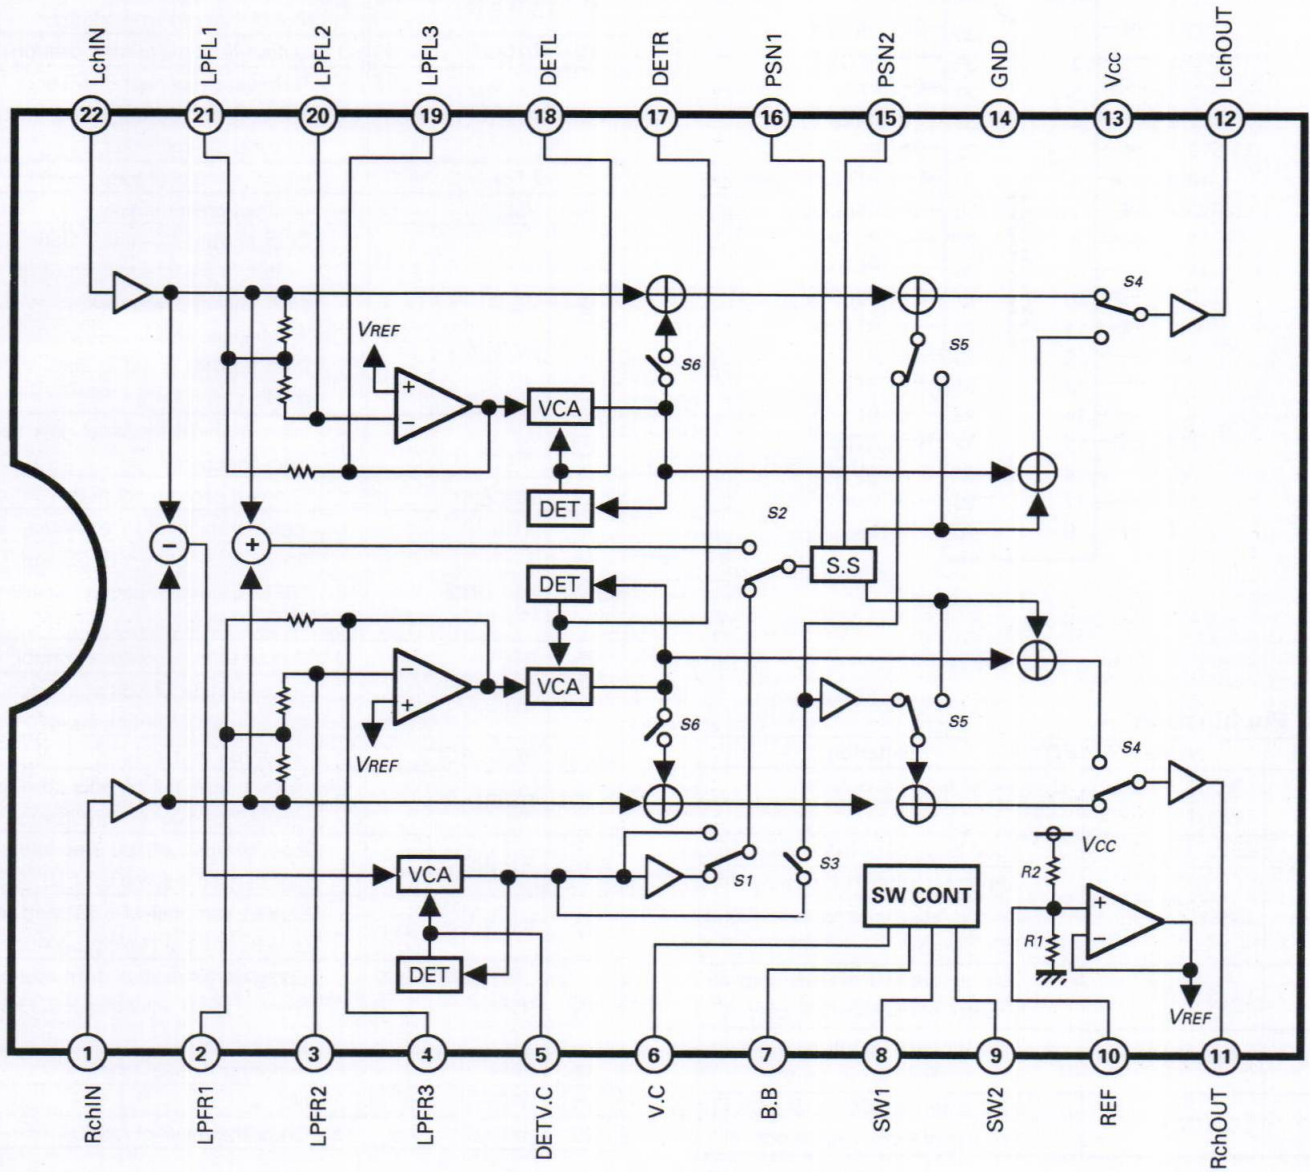 LchIN
LPFL1
LPFL2
LPFL3
DETL
DETR
PSN1
PSN2
GND
Vcc
LchOUT
22
21
20
19
18
17
16
15
14
13
12
S4
VREF
+
−
VCA
S6
S5
DET
S2
−
+
S.S
DET
−
+
VCA
S6
S5
VREF
S4
VCC
R2
VCA
S1
S3
SW CONT
+
−
R1
DET
VREF
1
2
3
4
5
6
7
8
9
10
11
RchIN
LPFR1
LPFR2
LPFR3
DETV.C
V.C
B.B
SW1
SW2
REF
RchOUT